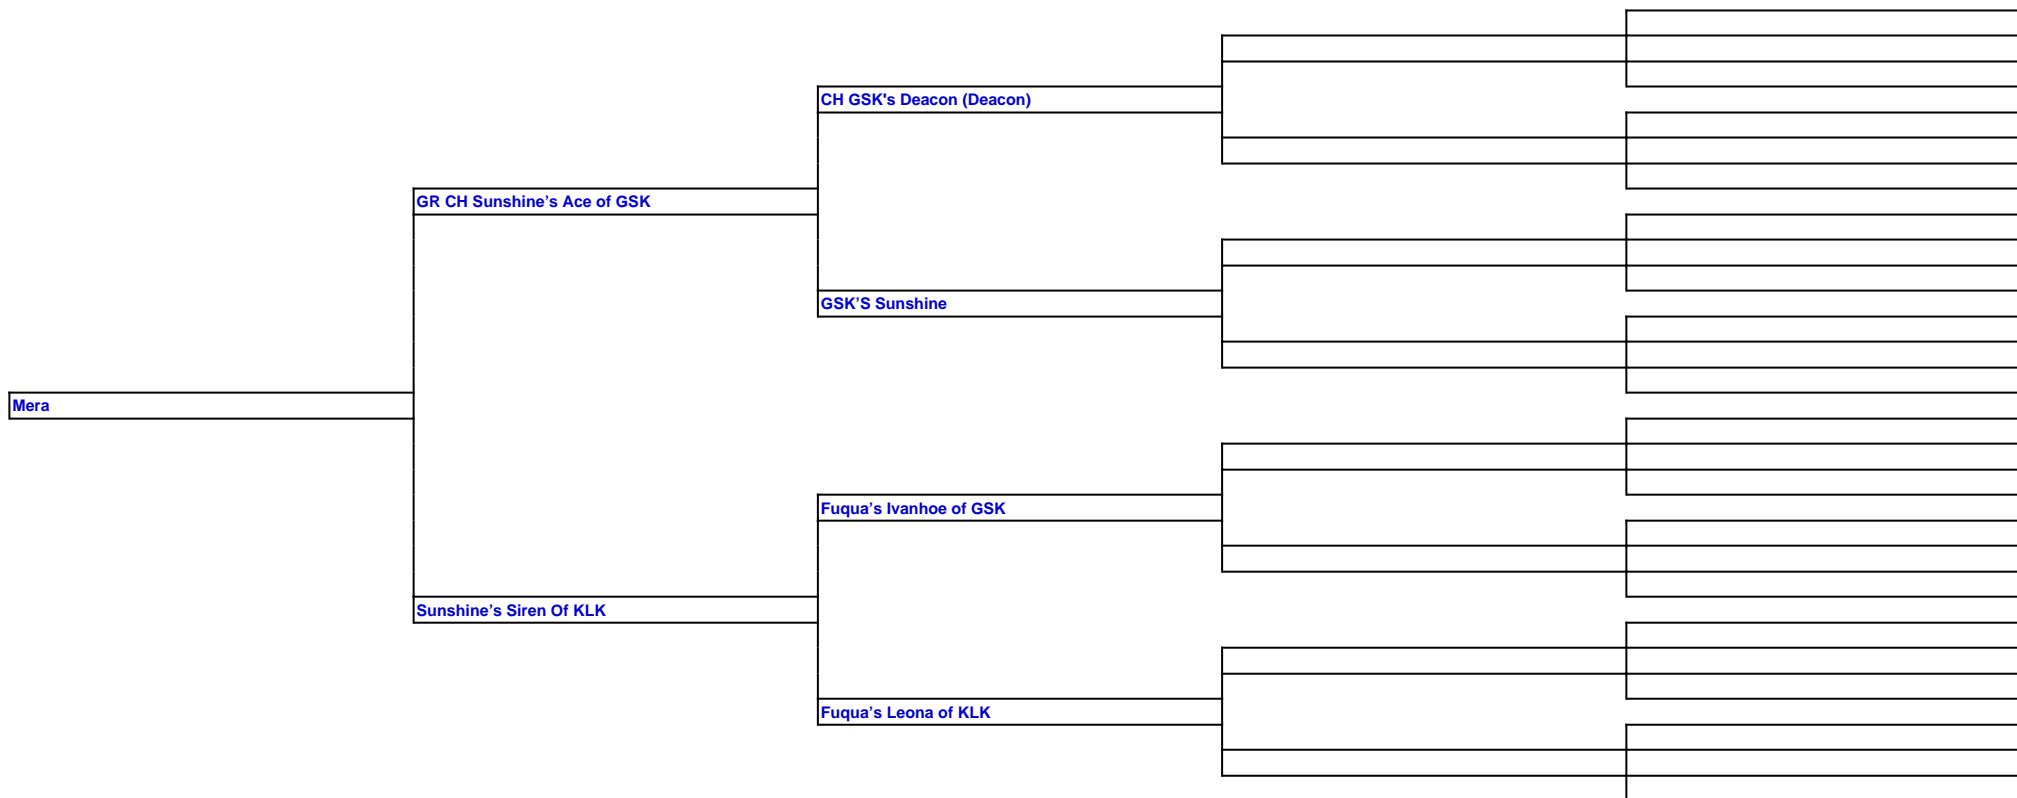 CH GSK's Deacon (Deacon)
GR CH Sunshine’s Ace of GSK
GSK’S Sunshine
Mera
Fuqua’s Ivanhoe of GSK
Sunshine’s Siren Of KLK
Fuqua’s Leona of KLK